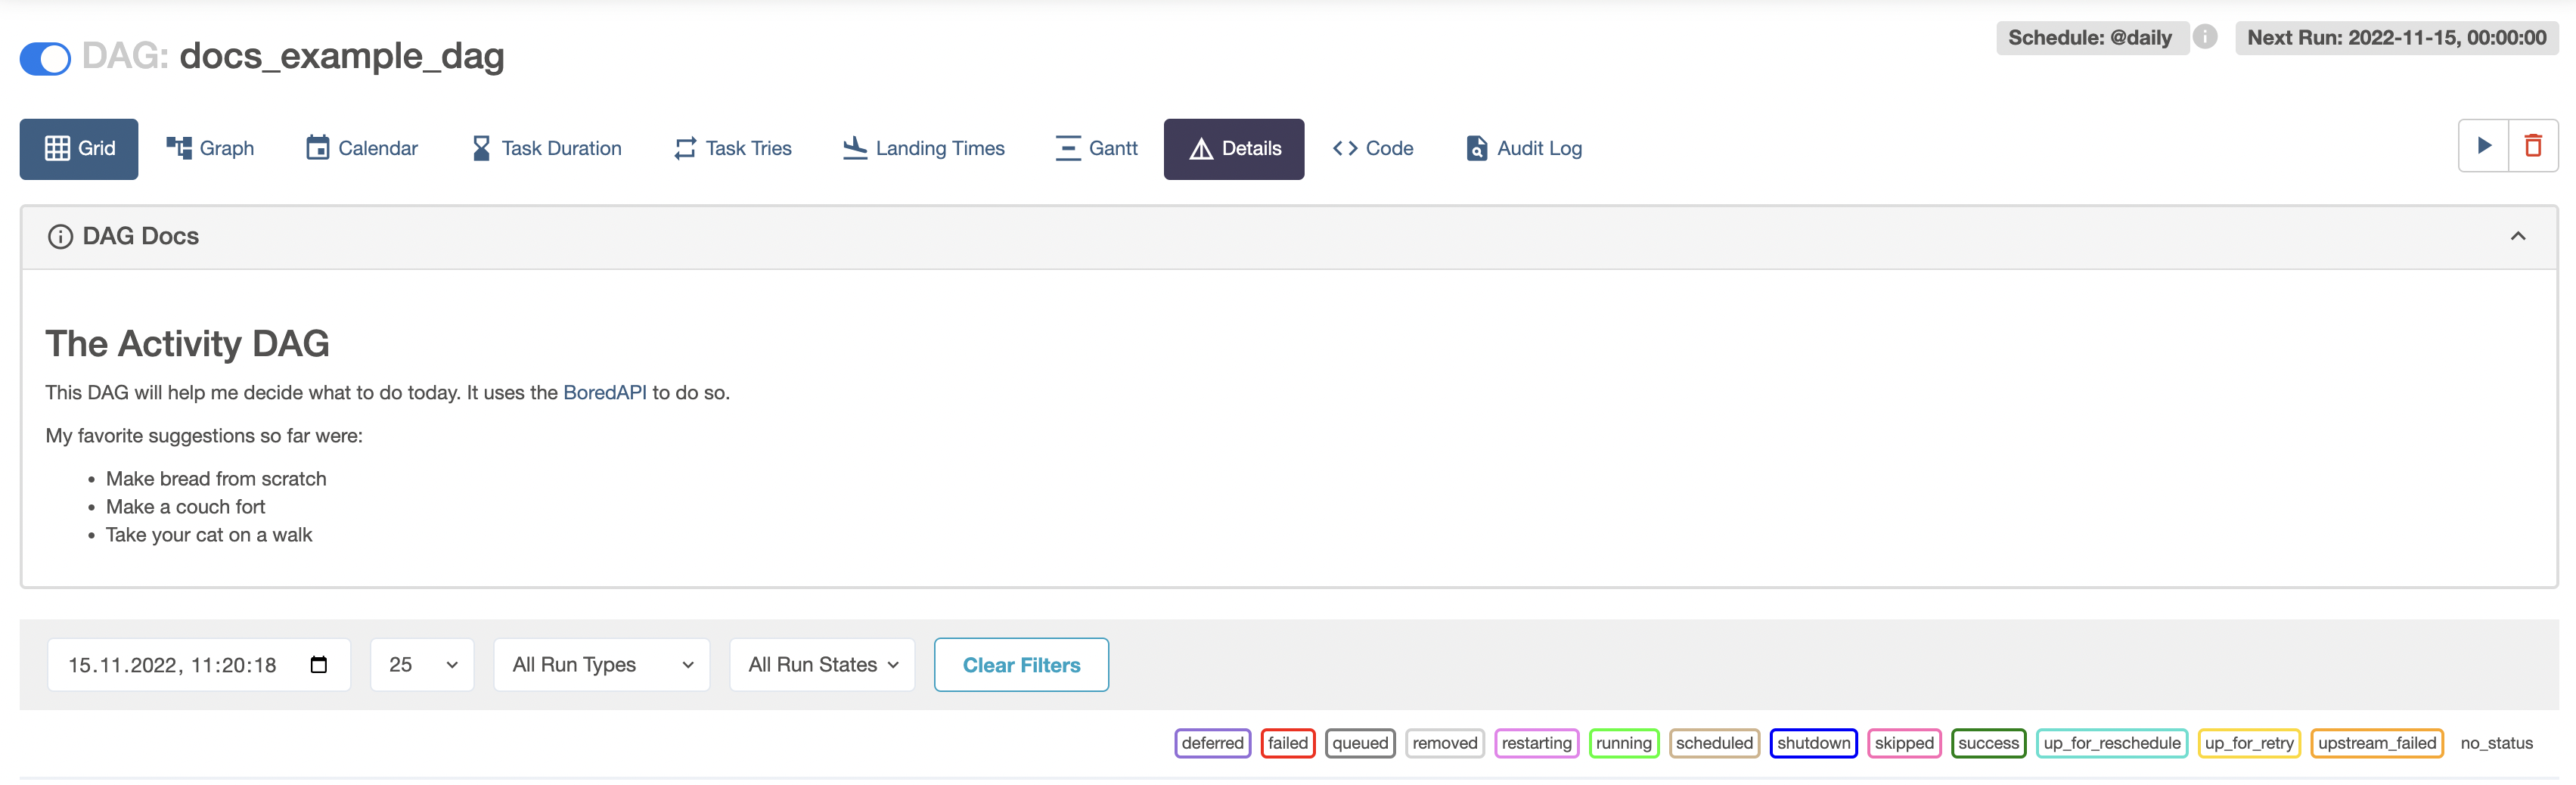 DAG: docs_example_dag
Schedule: @daily
Next Run: 2022-11-15, 00:00:00
Grid
Graph
Calendar
Task Duration
Task Tries
Landing Times
Gantt
Details
Code
Audit Log
DAG Docs
The Activity DAG
This DAG will help me decide what to do today. It uses the BoredAPI to do so.
My favorite suggestions so far were:
• Make bread from scratch
• Make a couch fort
• Take your cat on a walk
15.11.2022, 11:20:18
25
All Run Types
All Run States
Clear Filters
deferred
failed
queued
removed
restarting
running
scheduled
shutdown
skipped
success
up_for_reschedule
up_for_retry
upstream_failed
no_status